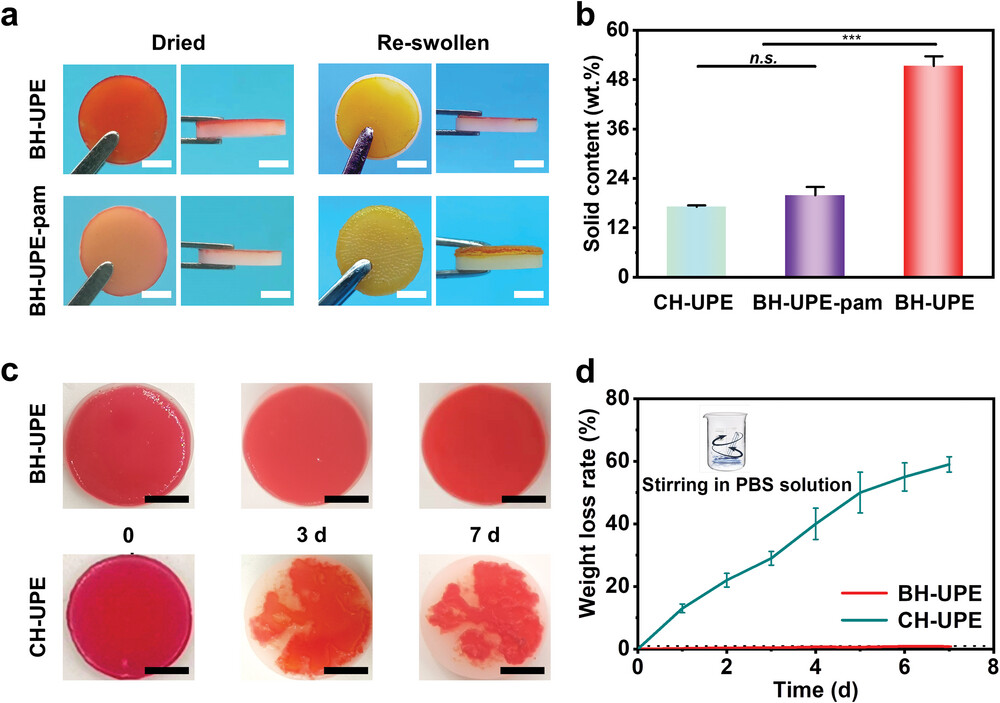 a
Dried
Re-swollen
BH-UPE
BH-UPE-pam
b
Solid content (wt.%)
60
48
36
24
12
0
n.s.
***
CH-UPE
BH-UPE-pam
BH-UPE
c
BH-UPE
0
3 d
7 d
CH-UPE
d
Weight loss rate (%)
80
60
40
20
0
Stirring in PBS solution
BH-UPE
CH-UPE
0
2
4
6
8
Time (d)